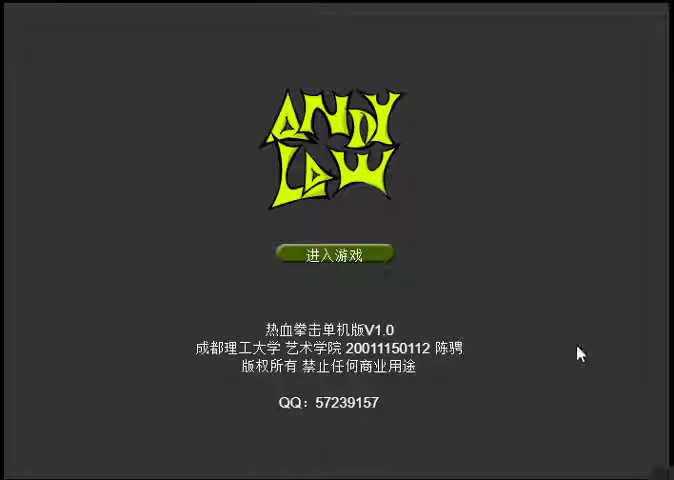 ANDY
LAW
进入游戏
热血拳击单机版V1.0
成都理工大学 艺术学院 20011150112 陈骋
版权所有 禁止任何商业用途
QQ：57239157